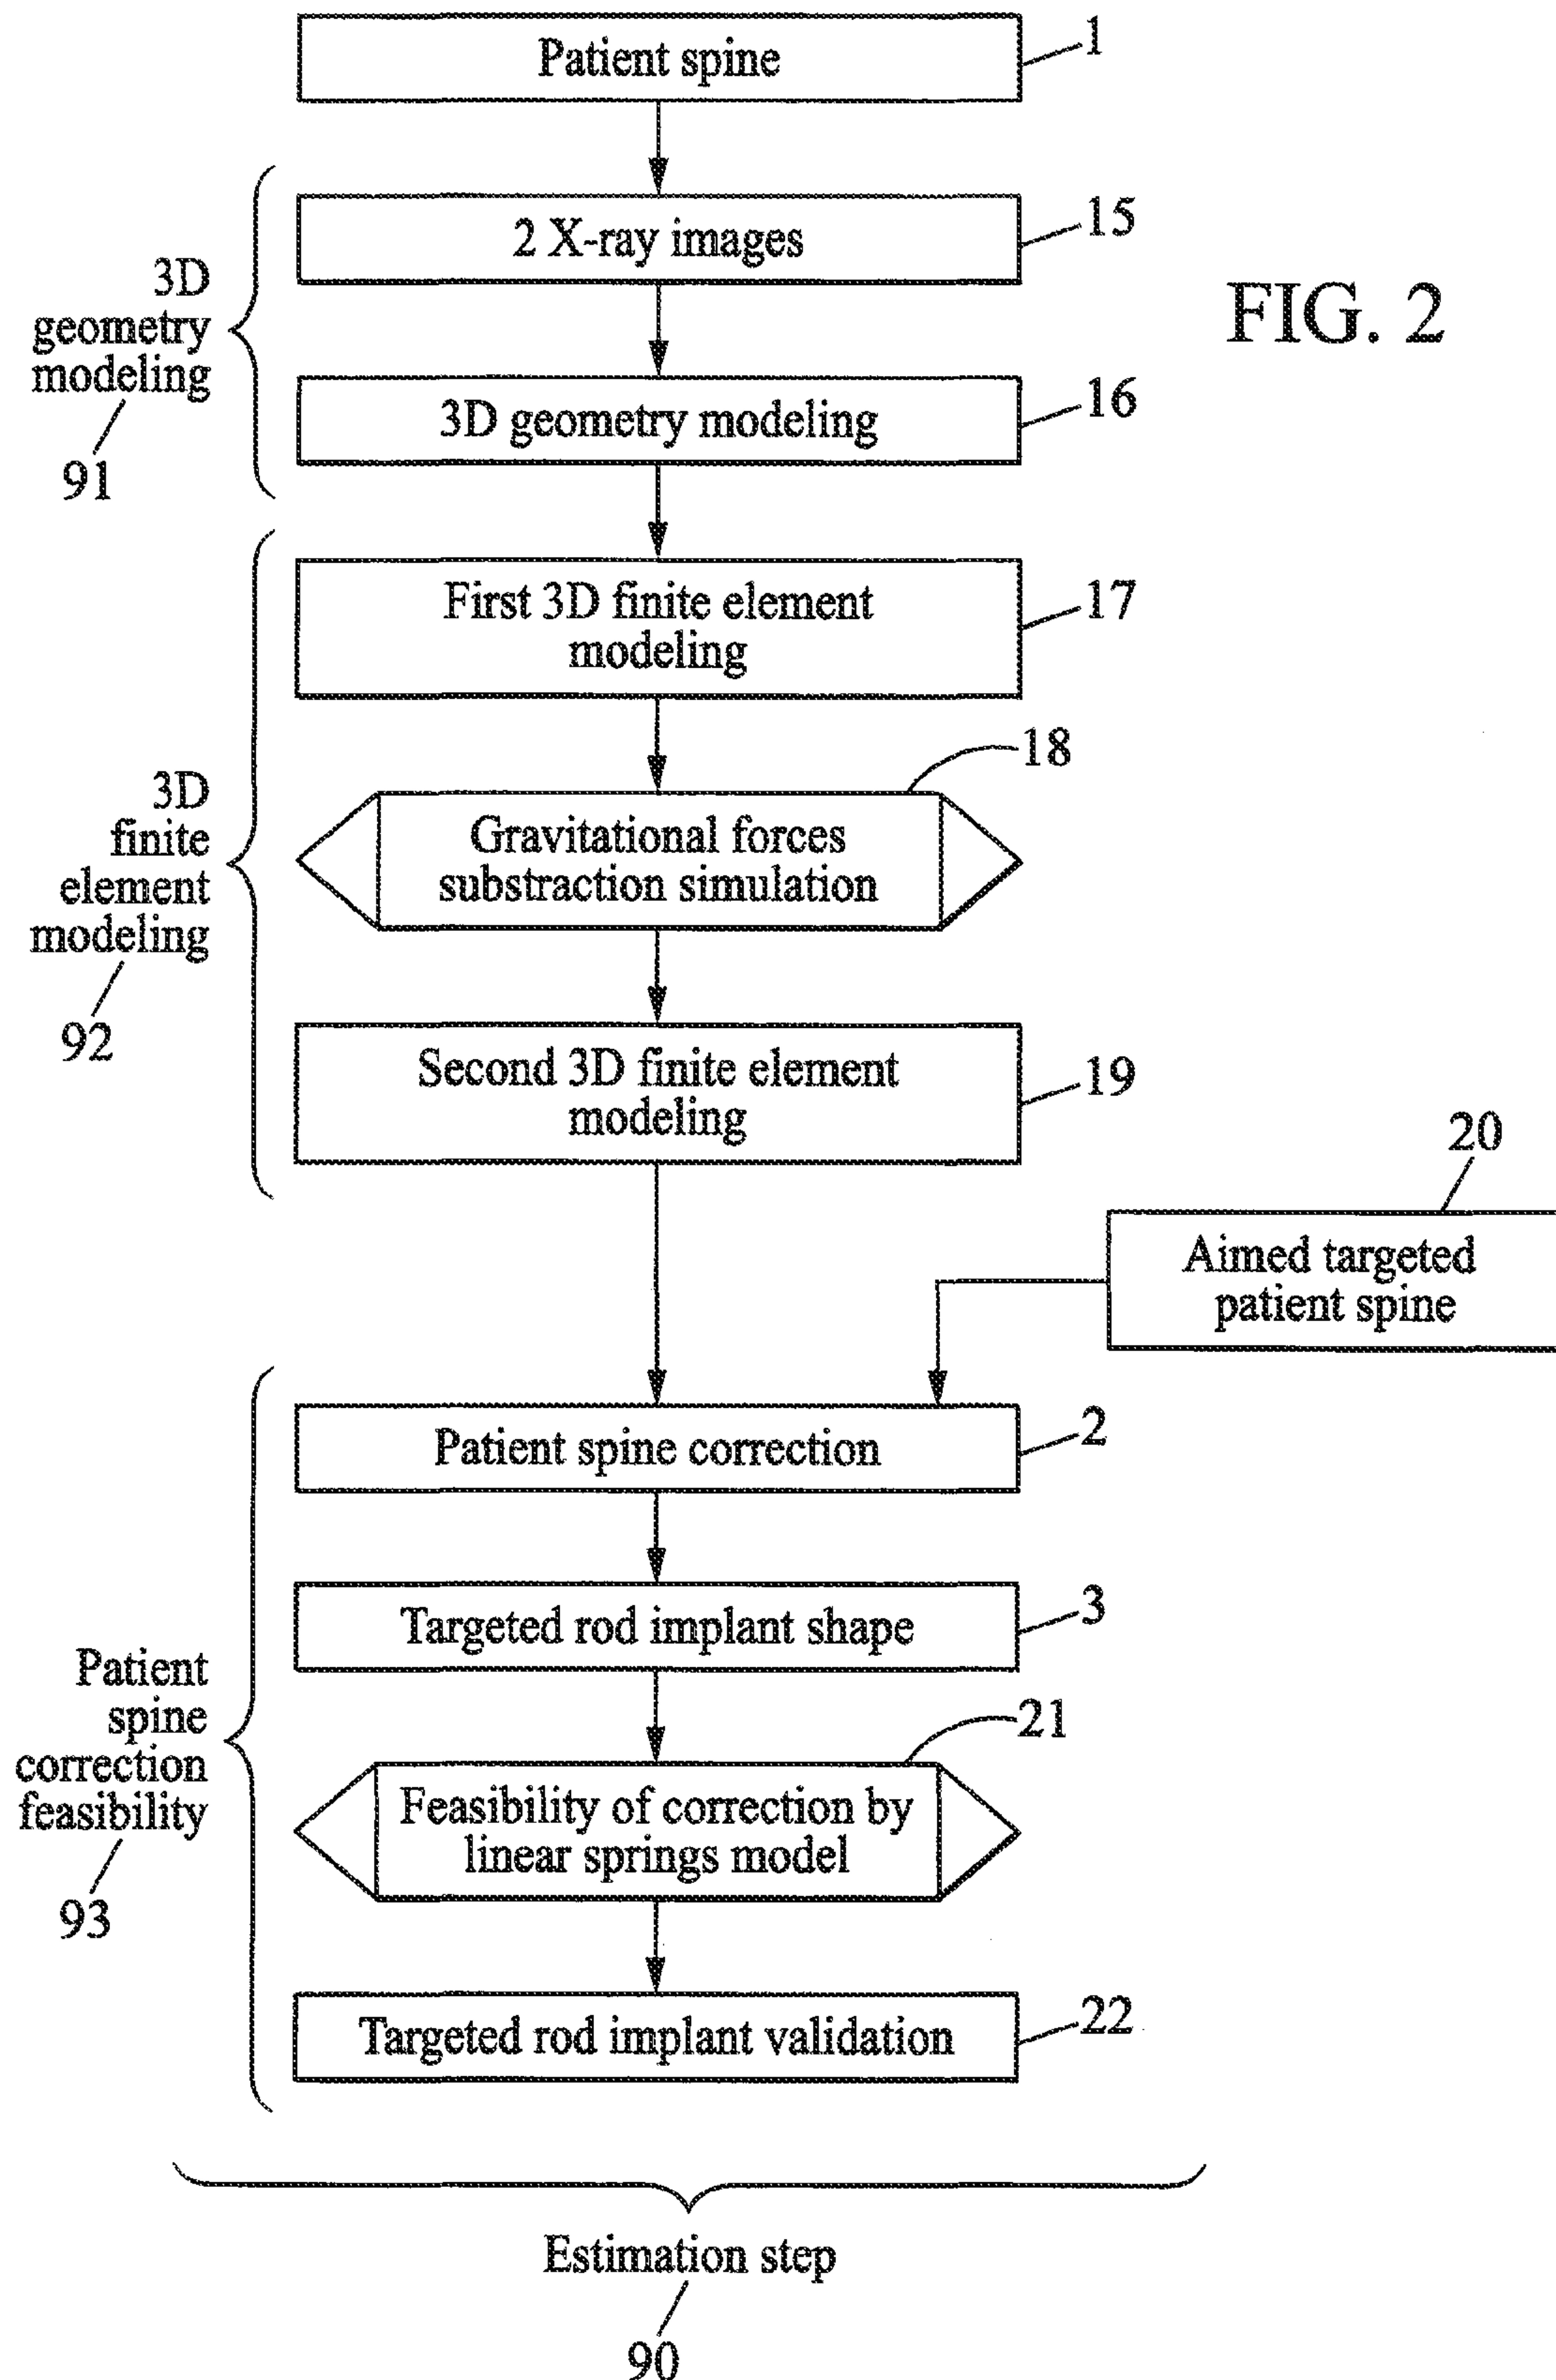 Patient spine
1
2 X-ray images
15
FIG. 2
3D
geometry
modeling
91
3D geometry modeling
16
First 3D finite element
modeling
17
18
Gravitational forces
substraction simulation
3D
finite
element
modeling
92
Second 3D finite element
modeling
19
20
Aimed targeted
patient spine
Patient spine correction
2
Targeted rod implant shape
3
Patient
spine
correction
feasibility
93
21
Feasibility of correction by
linear springs model
Targeted rod implant validation
22
Estimation step
90